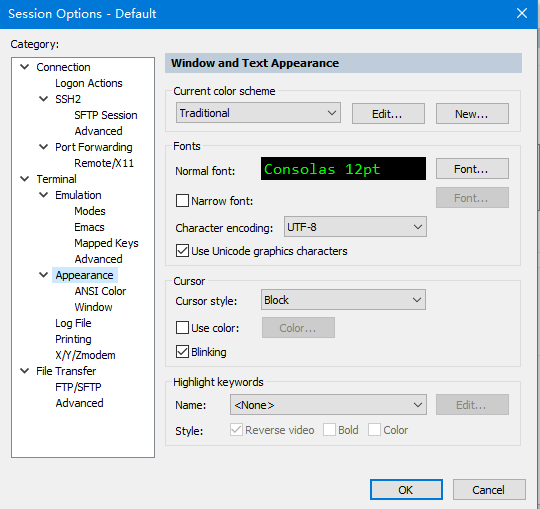 Session Options - Default
Category:
Connection
Logon Actions
SSH2
SFTP Session
Advanced
Port Forwarding
Remote/X11
Terminal
Emulation
Modes
Emacs
Mapped Keys
Advanced
Appearance
ANSI Color
Window
Log File
Printing
X/Y/Zmodem
File Transfer
FTP/SFTP
Advanced
Window and Text Appearance
Current color scheme
Traditional Edit... New...
Fonts
Normal font: Consolas 12pt Font...
Narrow font: Font...
Character encoding: UTF-8
Use Unicode graphics characters
Cursor
Cursor style: Block
Use color: Color...
Blinking
Highlight keywords
Name: <None> Edit...
Style: Reverse video Bold Color
OK Cancel